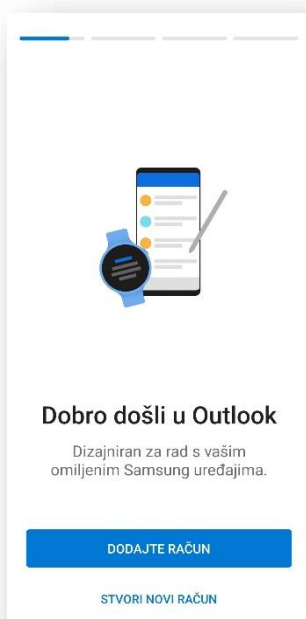 Dobro došli u Outlook
Dizajniran za rad s vašim
omiljenim Samsung uređajima.
DODAJTE RAČUN
STVORI NOVI RAČUN